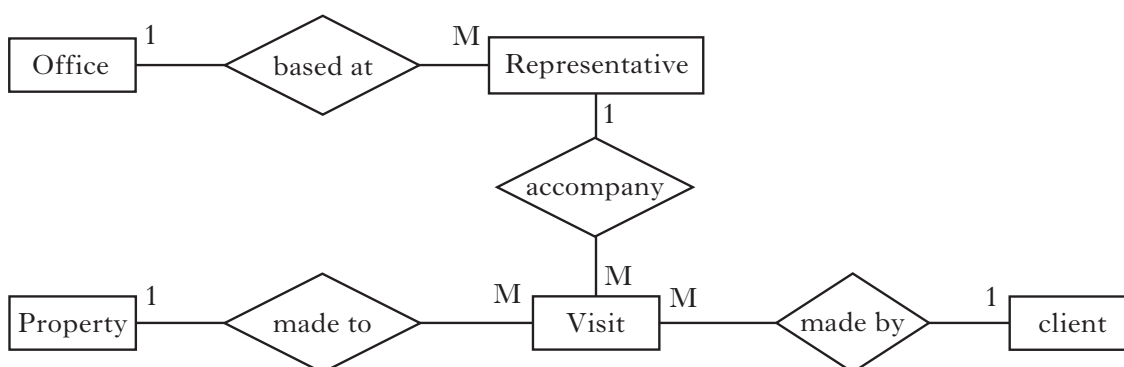 1 M
Office based at Representative
1
accompany
M
1 M M 1
Property made to Visit made by client